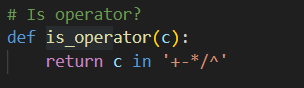 # Is operator?
def is_operator(c):
    return c in '+-*/^'